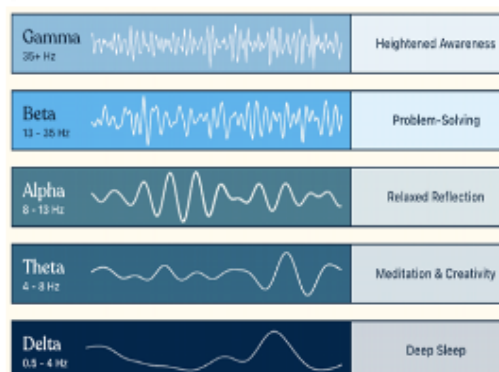 Gamma
35+ Hz
Heightened Awareness
Beta
13 - 35 Hz
Problem-Solving
Alpha
8 - 13 Hz
Relaxed Reflection
Theta
4 - 8 Hz
Meditation & Creativity
Delta
0.5 - 4 Hz
Deep Sleep